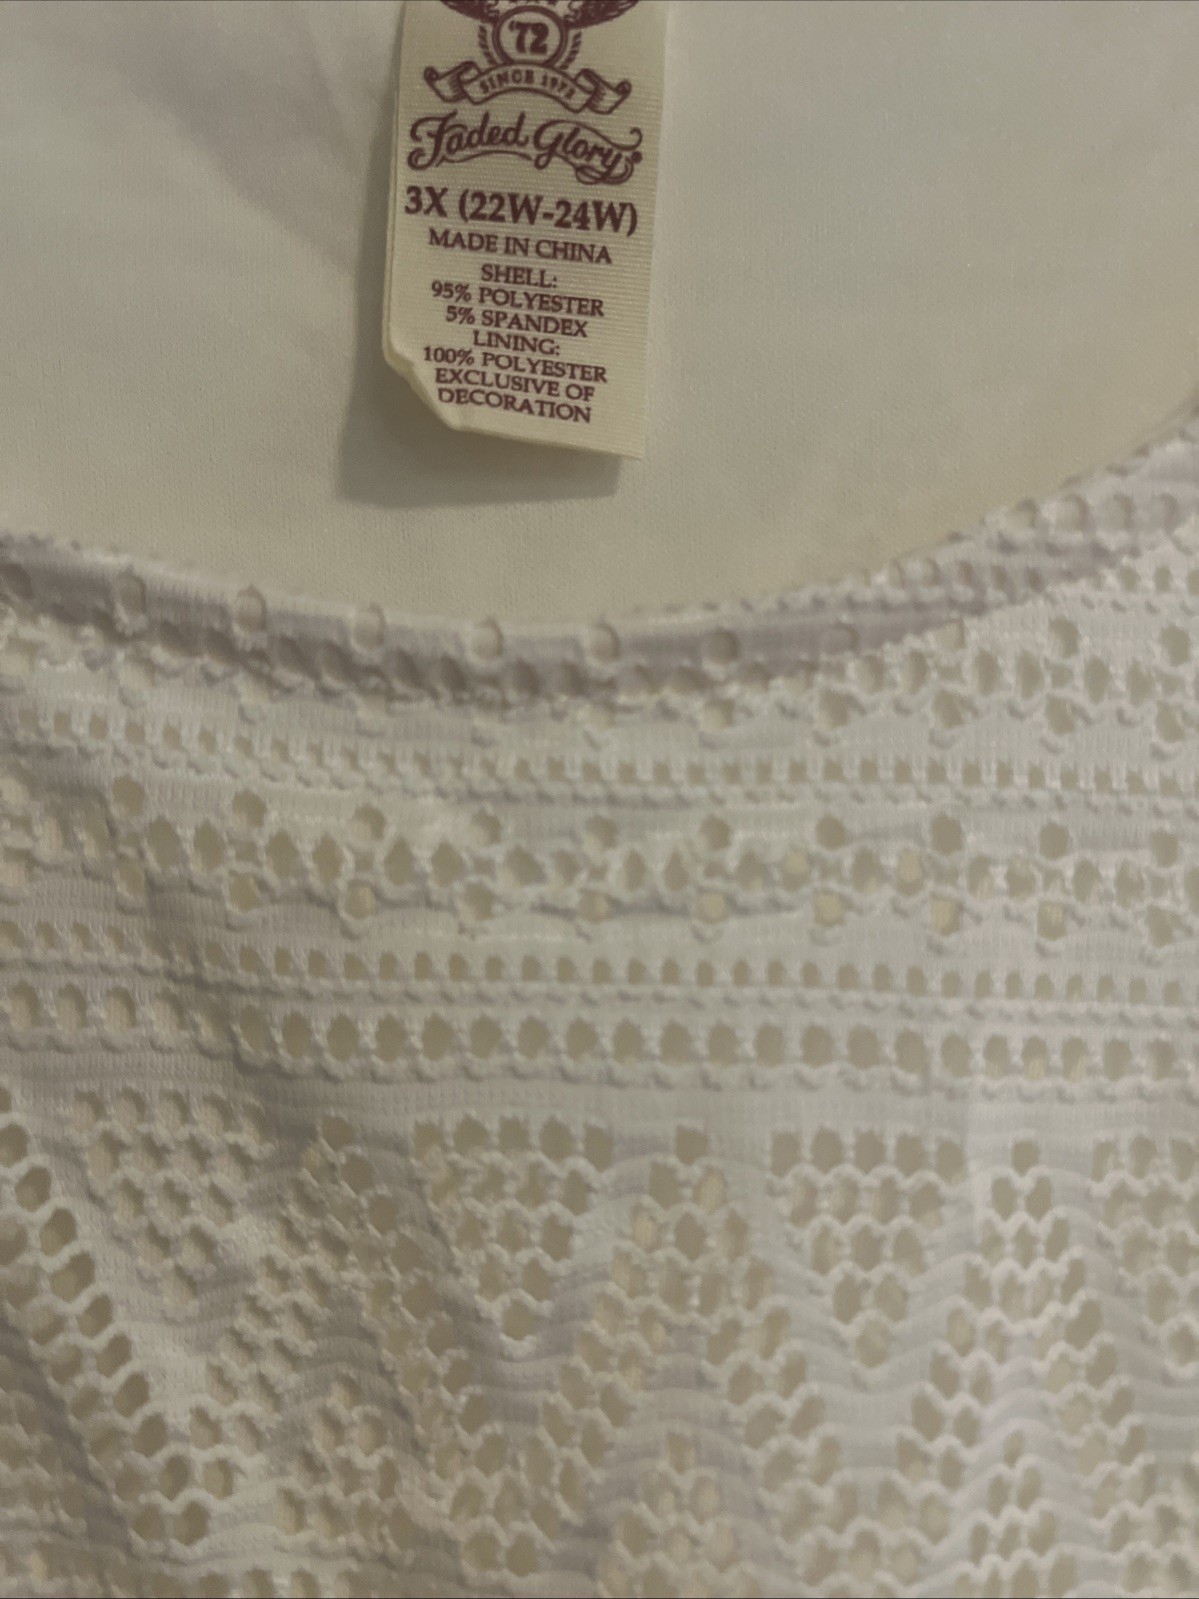 '72
SINCE 1972
Faded Glory
3X (22W-24W)
MADE IN CHINA
SHELL:
95% POLYESTER
5% SPANDEX
LINING:
100% POLYESTER
EXCLUSIVE OF
DECORATION